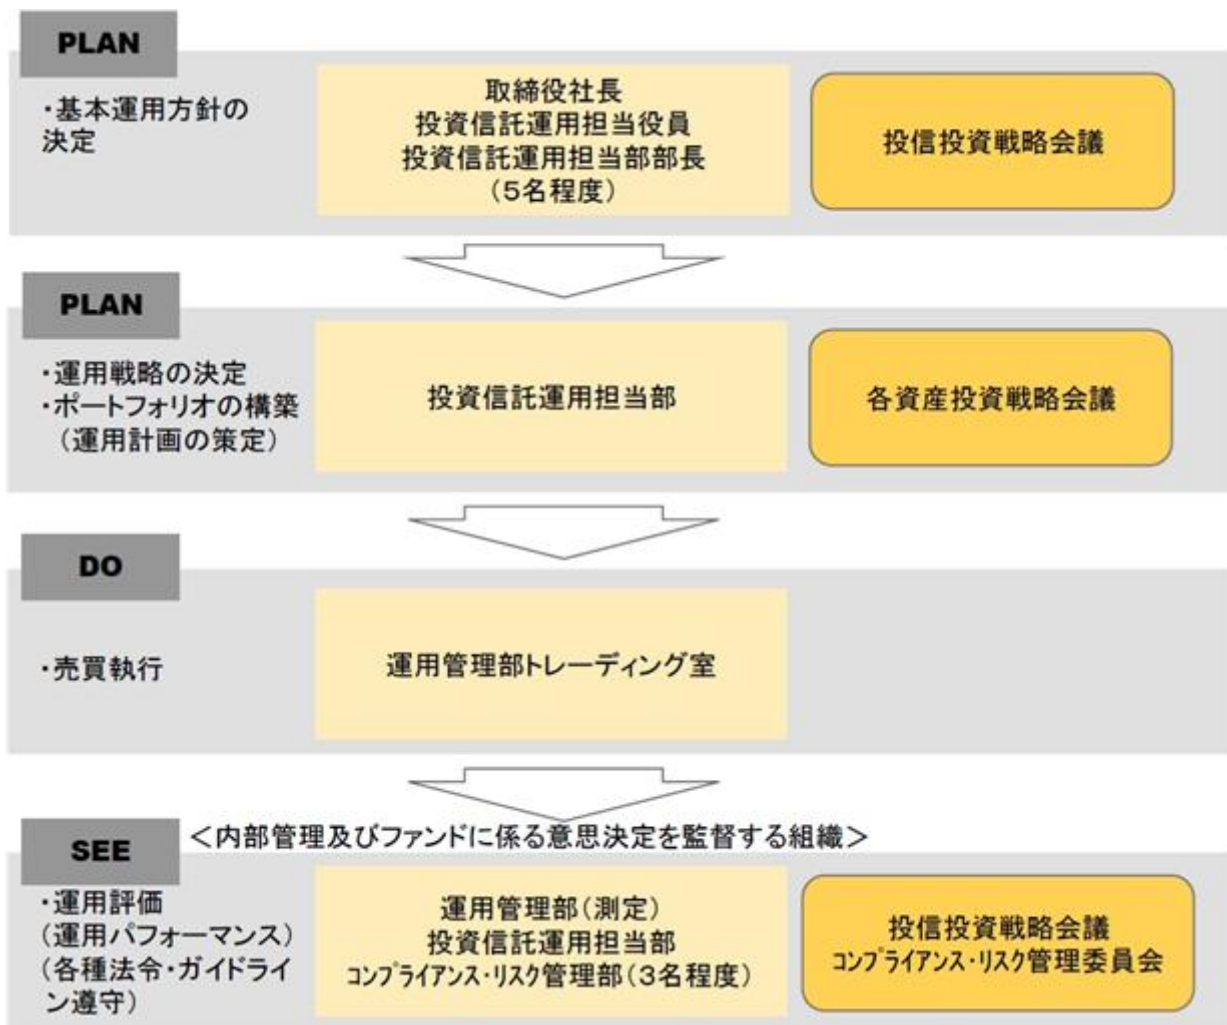 PLAN
・基本運用方針の
決定
取締役社長
投資信託運用担当役員
投資信託運用担当部部長
(5名程度)
投信投資戦略会議
PLAN
・運用戦略の決定
・ポートフォリオの構築
(運用計画の策定)
投資信託運用担当部
各資産投資戦略会議
DO
・売買執行
運用管理部トレーディング室
<内部管理及びファンドに係る意思決定を監督する組織>
SEE
・運用評価
(運用パフォーマンス)
(各種法令・ガイドライ
ン遵守)
運用管理部(測定)
投資信託運用担当部
コンプライアンス・リスク管理部(3名程度)
投信投資戦略会議
コンプライアンス・リスク管理委員会